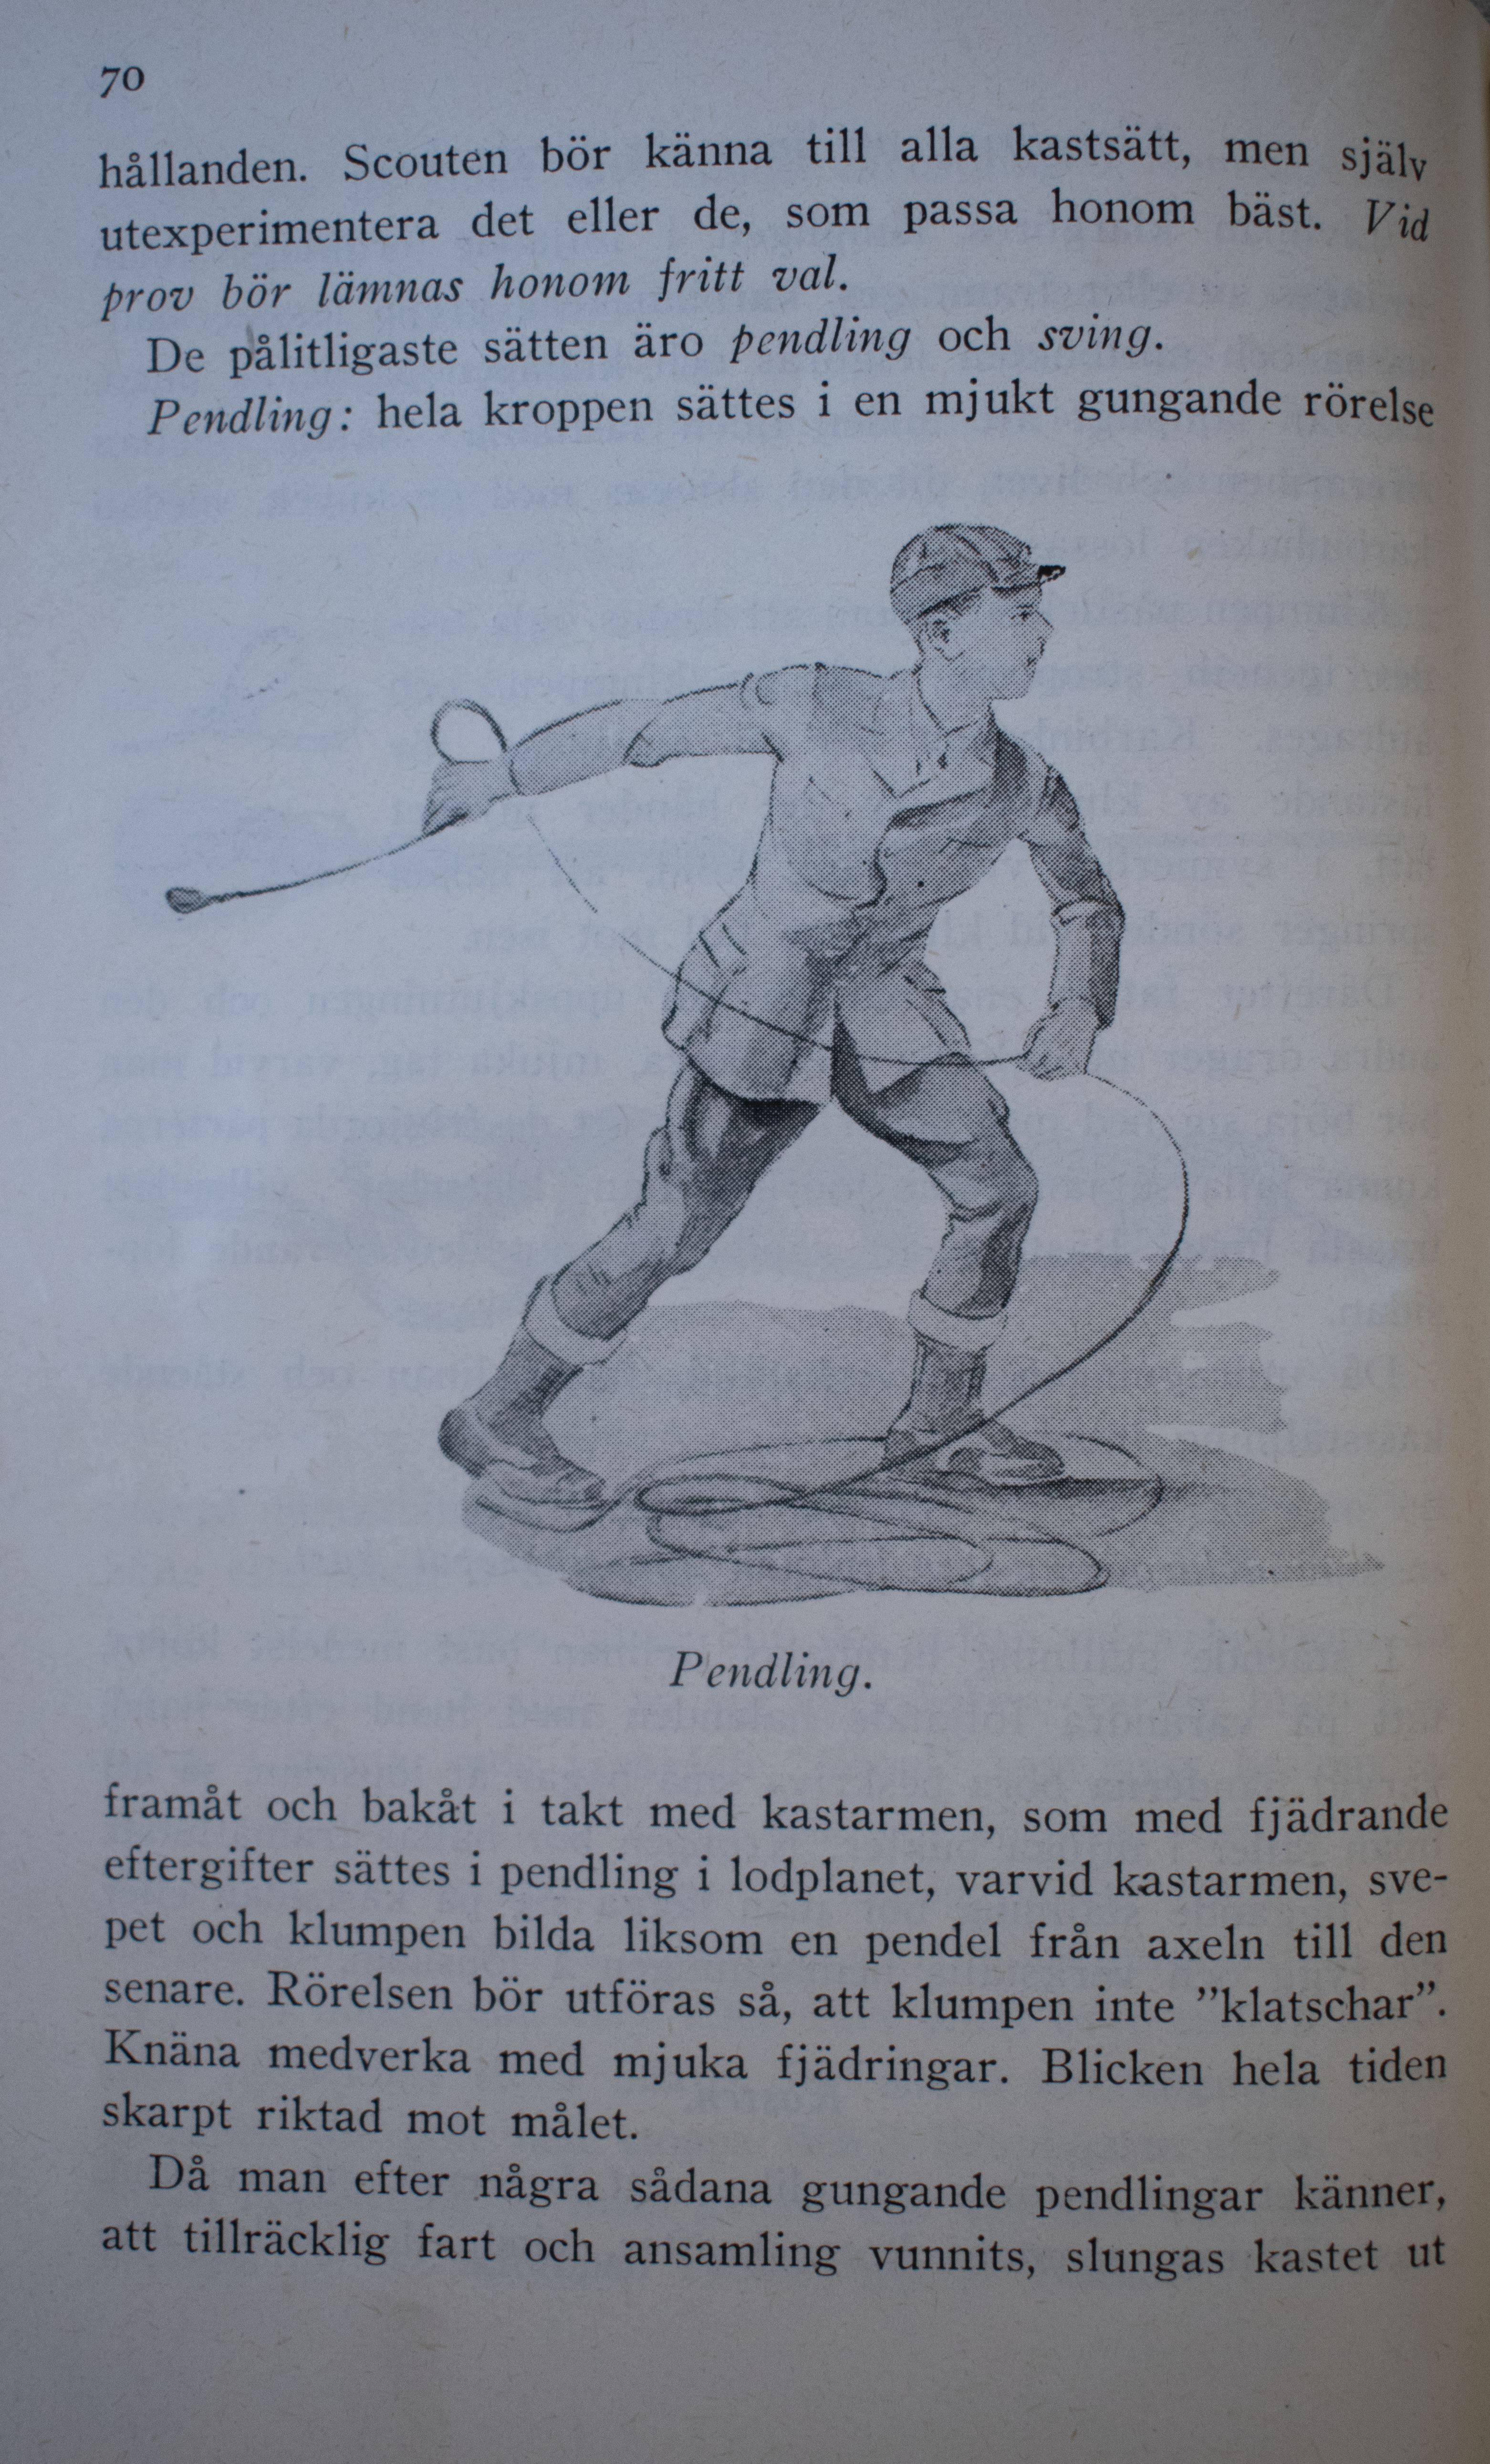 70
hållanden. Scouten bör känna till alla kastsätt, men själv
utexperimentera det eller de, som passa honom bäst. Vid
prov bör lämnas honom fritt val.
De pålitligaste sätten äro pendling och sving.
Pendling: hela kroppen sättes i en mjukt gungande rörelse
Pendling.
framåt och bakåt i takt med kastarmen, som med fjädrande
eftergifter sättes i pendling i lodplanet, varvid kastarmen, sve-
pet och klumpen bilda liksom en pendel från axeln till den
senare. Rörelsen bör utföras så, att klumpen inte ”klatschar”.
Knäna medverka med mjuka fjädringar. Blicken hela tiden
skarpt riktad mot målet.
Då man efter några sådana gungande pendlingar känner,
att tillräcklig fart och ansamling vunnits, slungas kastet ut